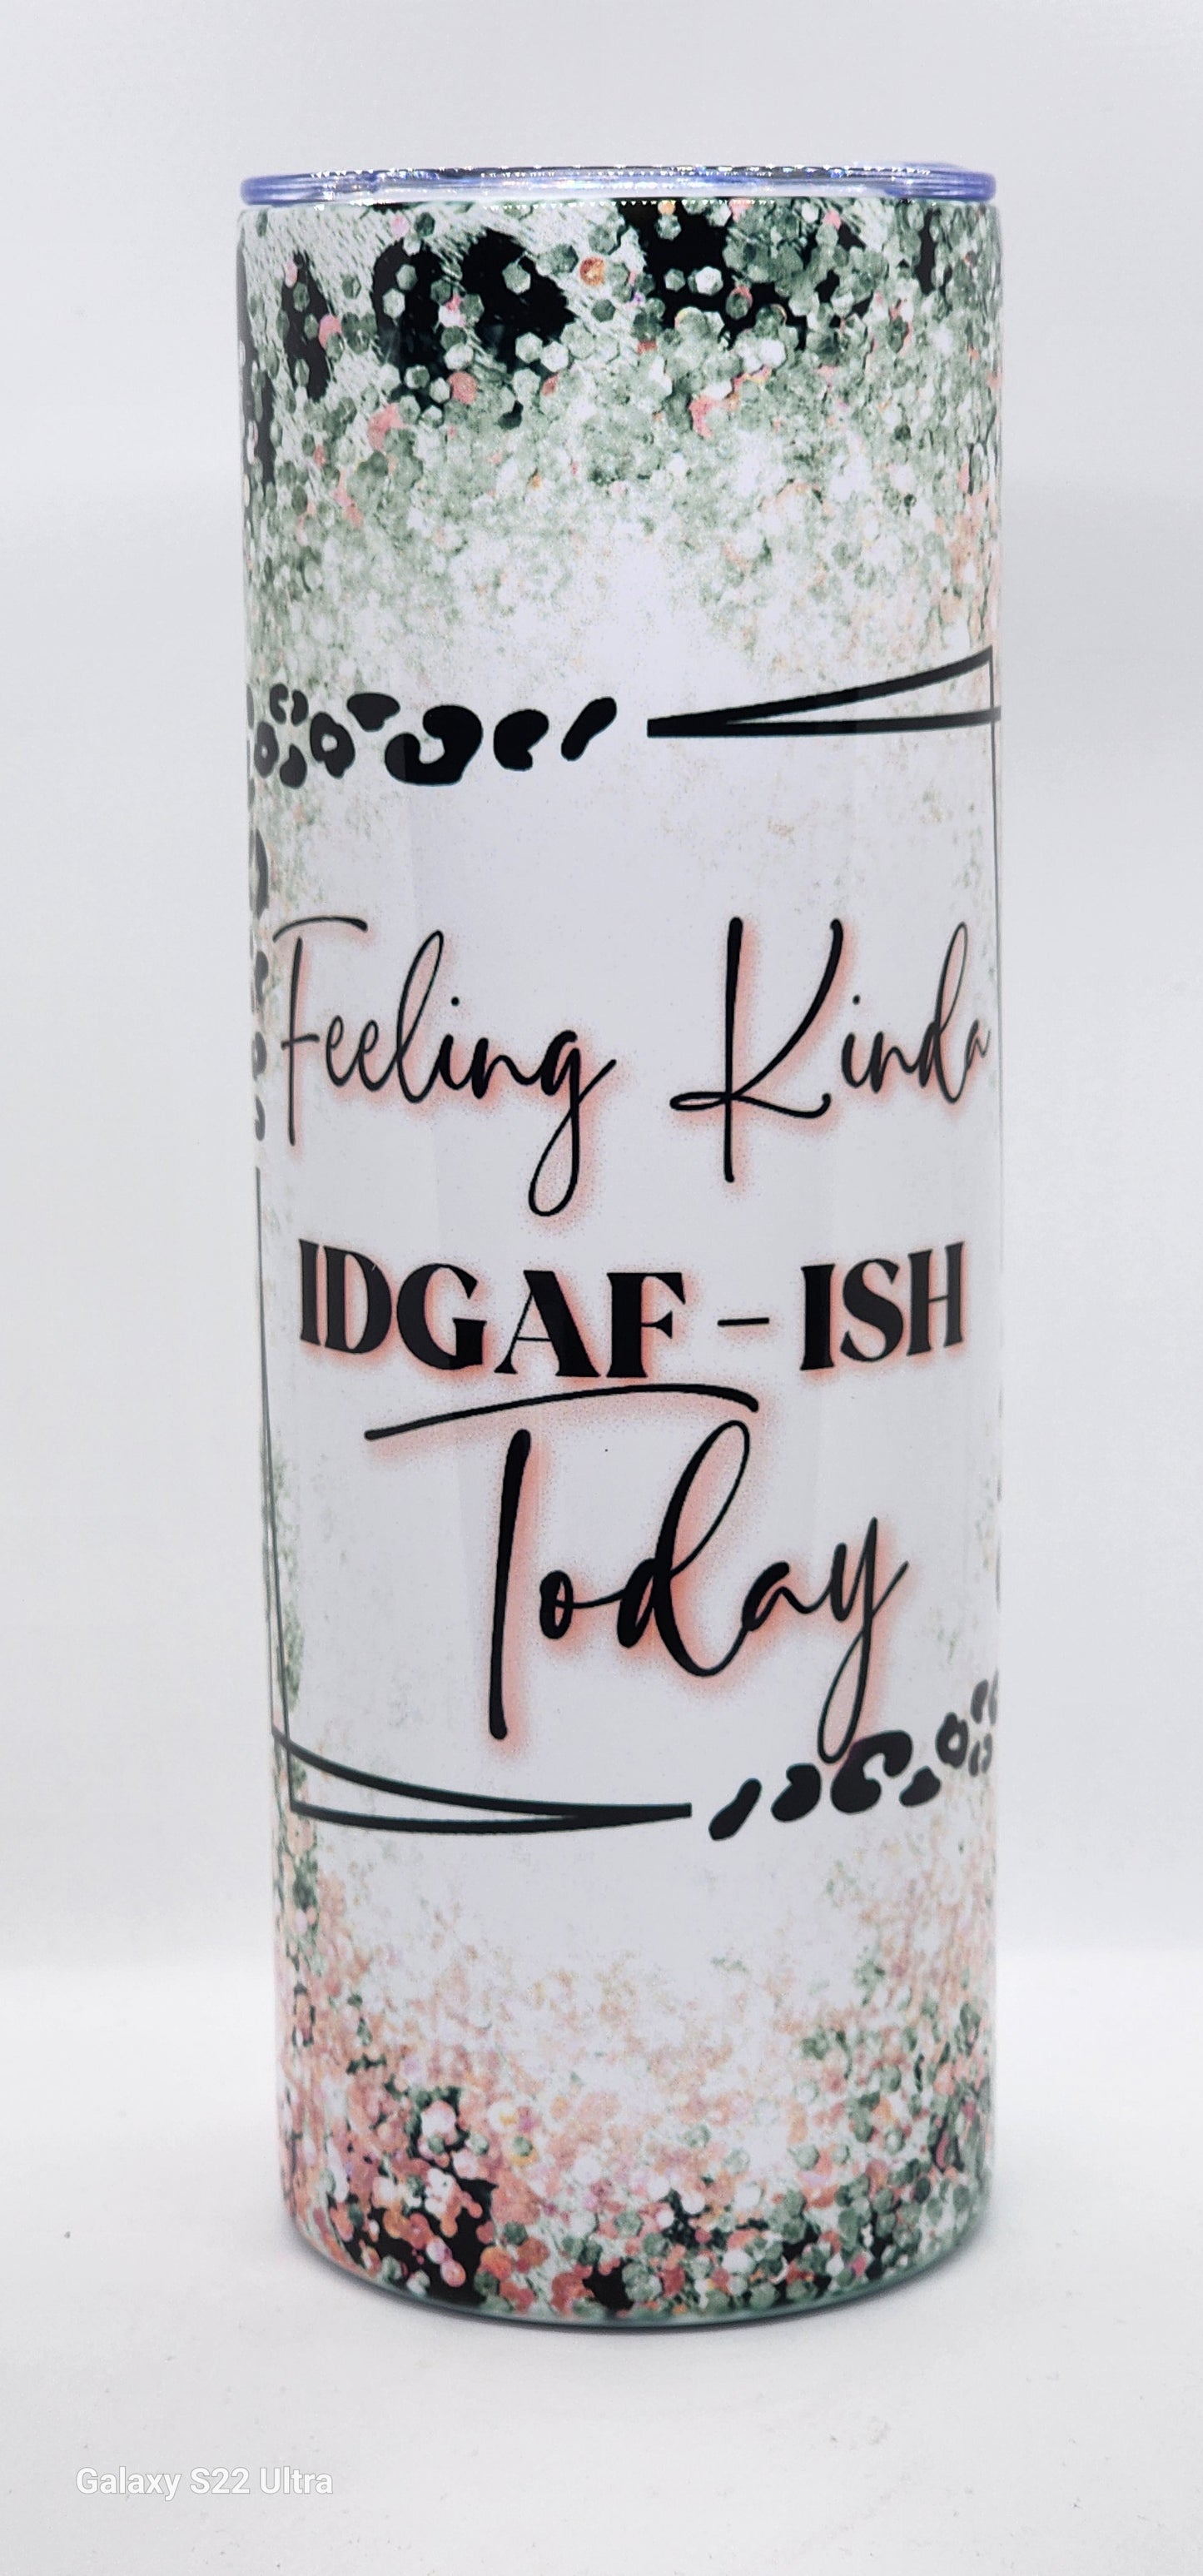 Feeling Kinda
IDGAF - ISH
Today
Galaxy S22 Ultra